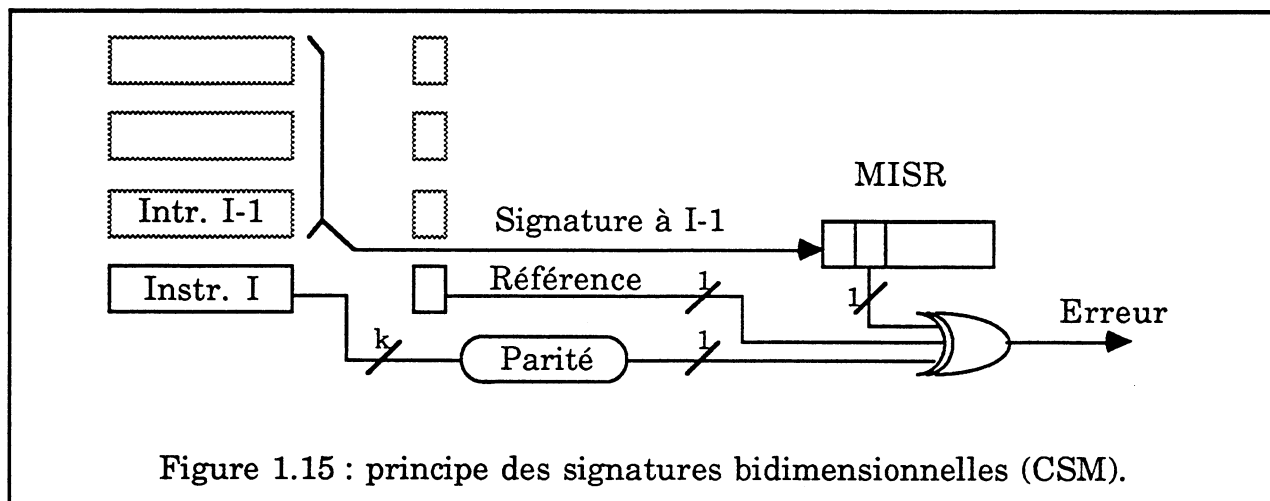 MISR
Intr. I-1
Signature à I-1
Instr. I
Référence
1
1
Erreur
k
Parité
1
Figure 1.15 : principe des signatures bidimensionnelles (CSM).